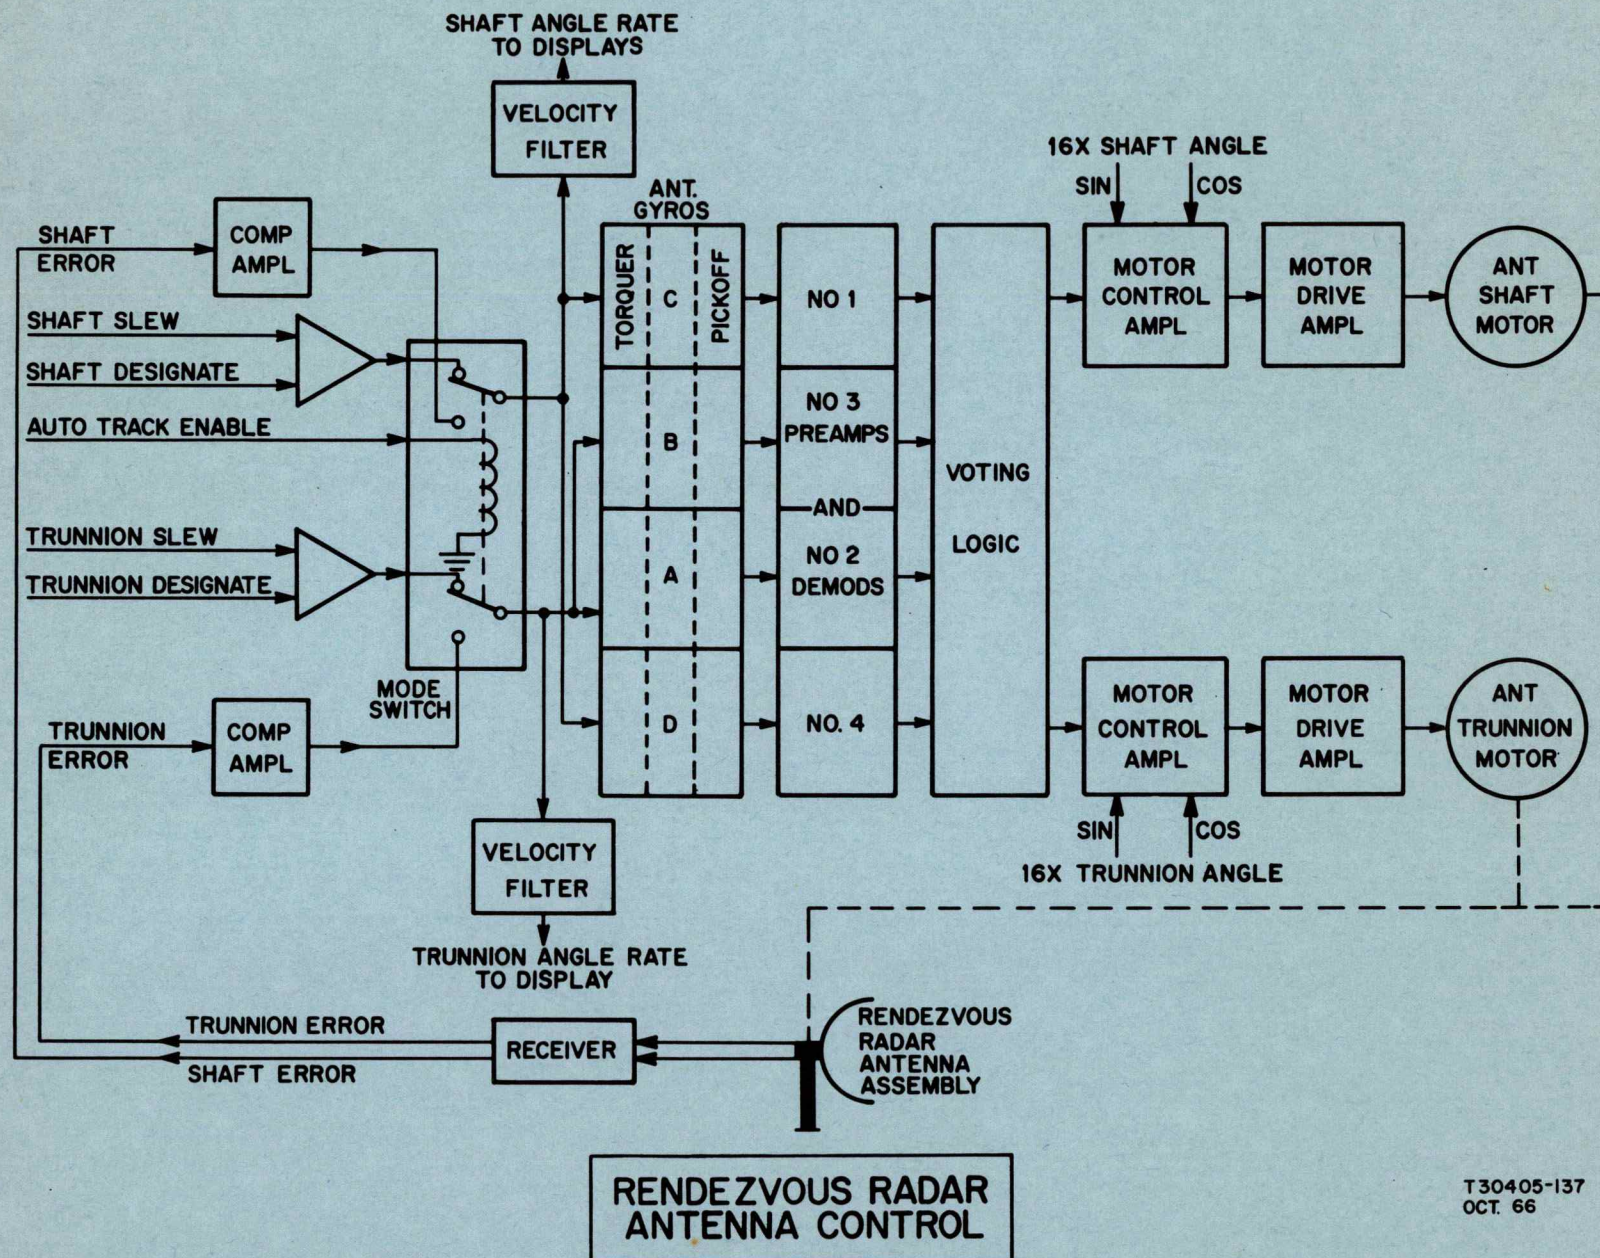 SHAFT ANGLE RATE
TO DISPLAYS
VELOCITY
FILTER
16X SHAFT ANGLE
SIN
COS
ANT.
GYROS
SHAFT
ERROR
COMP
AMPL
SHAFT SLEW
SHAFT DESIGNATE
AUTO TRACK ENABLE
TRUNNION SLEW
TRUNNION DESIGNATE
MODE
SWITCH
TRUNNION
ERROR
COMP
AMPL
TORQUER
PICKOFF
C
B
A
D
NO 1
NO 3
PREAMPS
AND
NO 2
DEMODS
NO. 4
VOTING
LOGIC
MOTOR
CONTROL
AMPL
MOTOR
DRIVE
AMPL
ANT
SHAFT
MOTOR
MOTOR
CONTROL
AMPL
MOTOR
DRIVE
AMPL
ANT
TRUNNION
MOTOR
SIN
COS
16X TRUNNION ANGLE
VELOCITY
FILTER
TRUNNION ANGLE RATE
TO DISPLAY
TRUNNION ERROR
SHAFT ERROR
RECEIVER
RENDEZVOUS
RADAR
ANTENNA
ASSEMBLY
RENDEZVOUS RADAR
ANTENNA CONTROL
T30405-137
OCT. 66